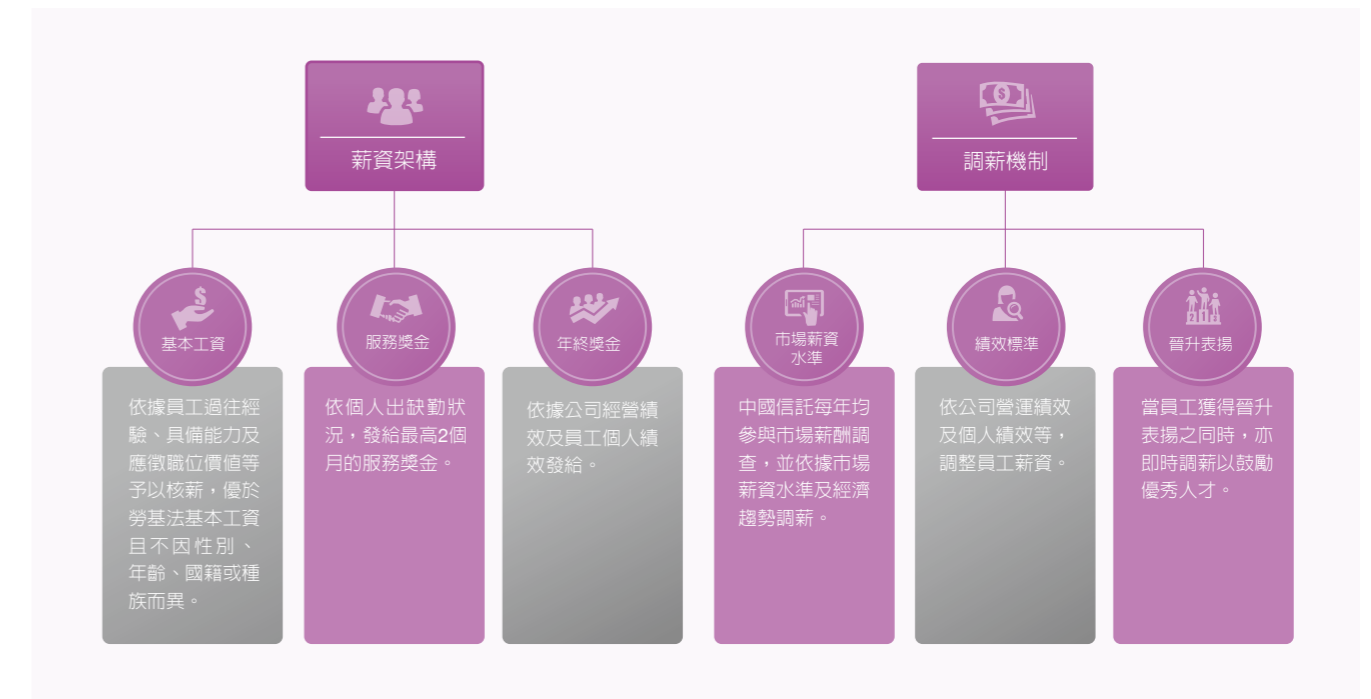 薪資架構
基本工資
依據員工過往經
驗、具備能力及
應徵職位價值等
予以核薪，優於
勞基法基本工資
且不因性別、
年齡、國籍或種
族而異。
服務獎金
依個人出缺勤狀
況，發給最高2個
月的服務獎金。
年終獎金
依據公司經營績
效及員工個人績
效發給。
調薪機制
市場薪資
水準
中國信託每年均
參與市場薪酬調
查，並依據市場
薪資水準及經濟
趨勢調薪。
績效標準
依公司營運績效
及個人績效等，
調整員工薪資。
2 1 3
晉升表揚
當員工獲得晉升
表揚之同時，亦
即時調薪以鼓勵
優秀人才。